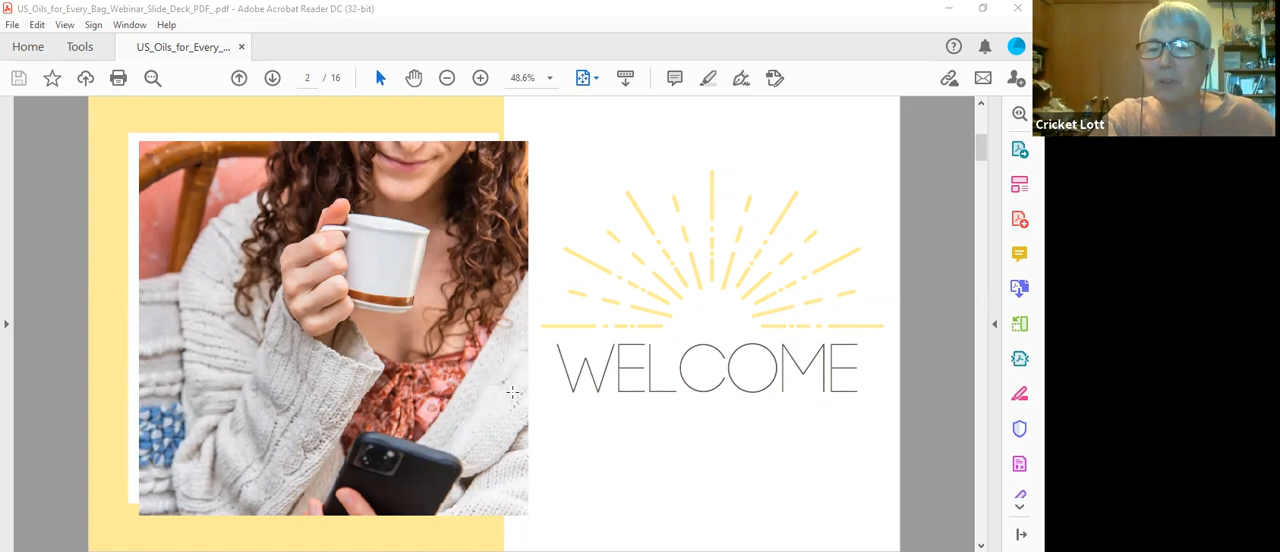 US_Oils_for_Every_Bag_Webinar_Slide_Deck_PDF_.pdf - Adobe Acrobat Reader DC (32-bit)
File Edit View Sign Window Help
Home Tools US_Oils_for_Every_... ×
2 / 16 48.6%
Cricket Lott
WELCOME